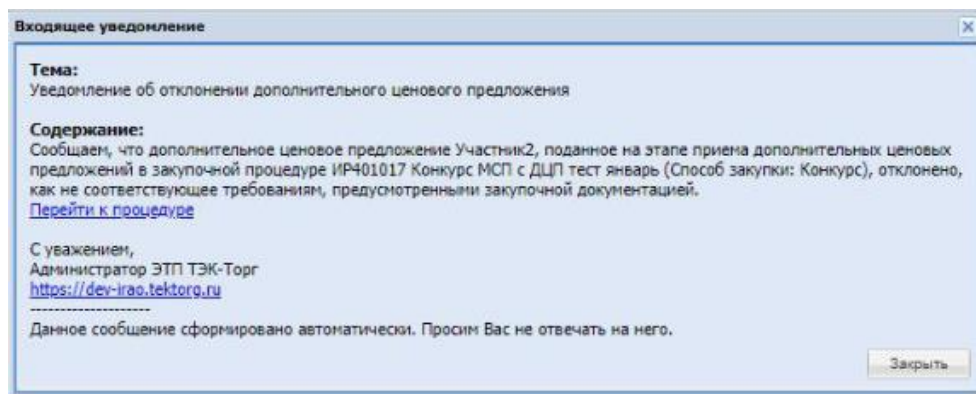 Входящее уведомление
Тема:
Уведомление об отклонении дополнительного ценового предложения
Содержание:
Сообщаем, что дополнительное ценовое предложение Участник2, поданное на этапе приема дополнительных ценовых
предложений в закупочной процедуре ИР401017 Конкурс МСП с ДЦП тест январь (Способ закупки: Конкурс), отклонено,
как не соответствующее требованиям, предусмотренными закупочной документацией.
Перейти к процедуре
С уважением,
Администратор ЭТП ТЭК-Торг
https://dev-irao.tektorg.ru
--------------------
Данное сообщение сформировано автоматически. Просим Вас не отвечать на него.
Закрыть